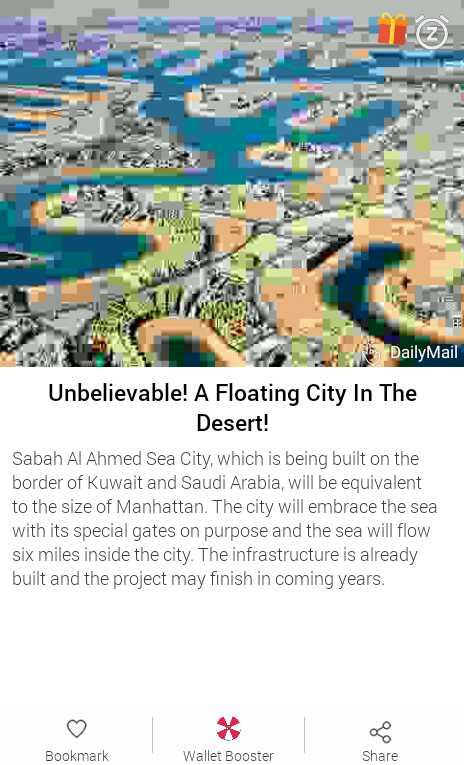 Z
DailyMail
Unbelievable! A Floating City In The
Desert!
Sabah Al Ahmed Sea City, which is being built on the
border of Kuwait and Saudi Arabia, will be equivalent
to the size of Manhattan. The city will embrace the sea
with its special gates on purpose and the sea will flow
six miles inside the city. The infrastructure is already
built and the project may finish in coming years.
Bookmark
Wallet Booster
Share